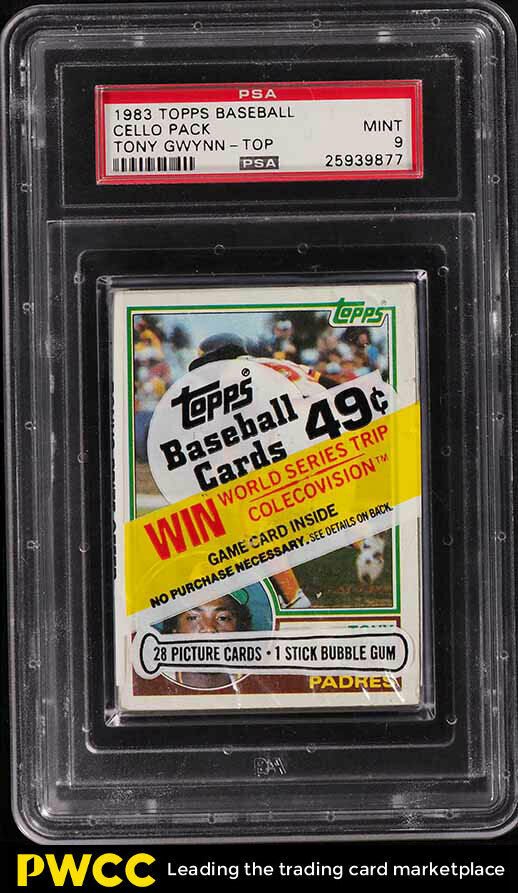 PSA
1983 TOPPS BASEBALL
CELLO PACK MINT
TONY GWYNN - TOP 9
PSA 25939877
Topps
Topps®
Baseball
Cards 49¢
WIN WORLD SERIES TRIP
COLECOVISION™
GAME CARD INSIDE
NO PURCHASE NECESSARY. SEE DETAILS ON BACK.
TONY
28 PICTURE CARDS • 1 STICK BUBBLE GUM
PADRES
PWCC Leading the trading card marketplace